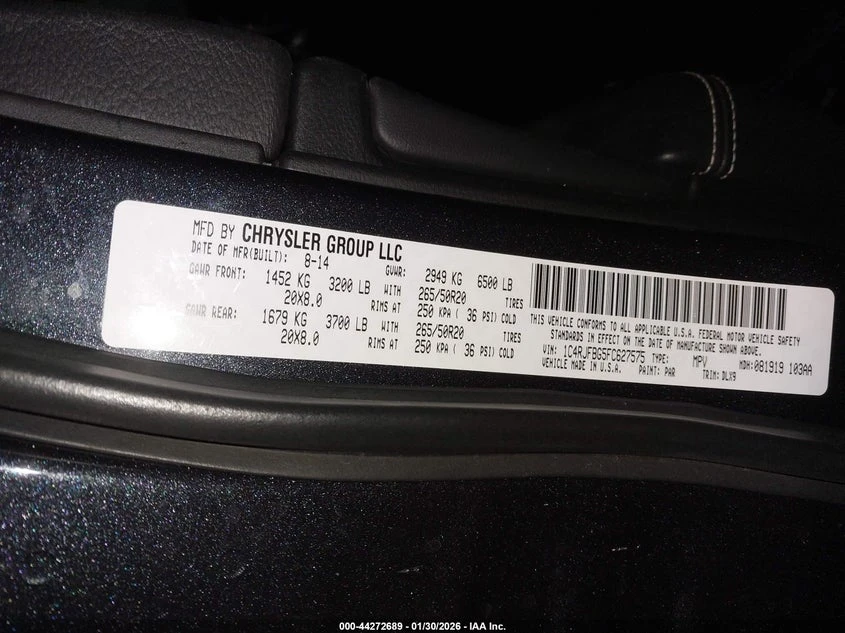 MFD BY CHRYSLER GROUP LLC
DATE OF MFR(BUILT): 8-14 GVWR: 2949 KG 6500 LB
GAWR FRONT: 1452 KG 3200 LB WITH 265/50R20 TIRES
20X8.0 RIMS AT 250 KPA ( 36 PSI) COLD
GAWR REAR: 1679 KG 3700 LB WITH 265/50R20 TIRES
20X8.0 RIMS AT 250 KPA ( 36 PSI) COLD
THIS VEHICLE CONFORMS TO ALL APPLICABLE U.S.A. FEDERAL MOTOR VEHICLE SAFETY
STANDARDS IN EFFECT ON THE DATE OF MANUFACTURE SHOWN ABOVE.
VIN: 1C4RJFBG5FC627575 TYPE: MPV MDH:081919 103AA
VEHICLE MADE IN U.S.A. PAINT: PAR TRIM: DLX9
000-44272689 - 01/30/2026 - IAA Inc.